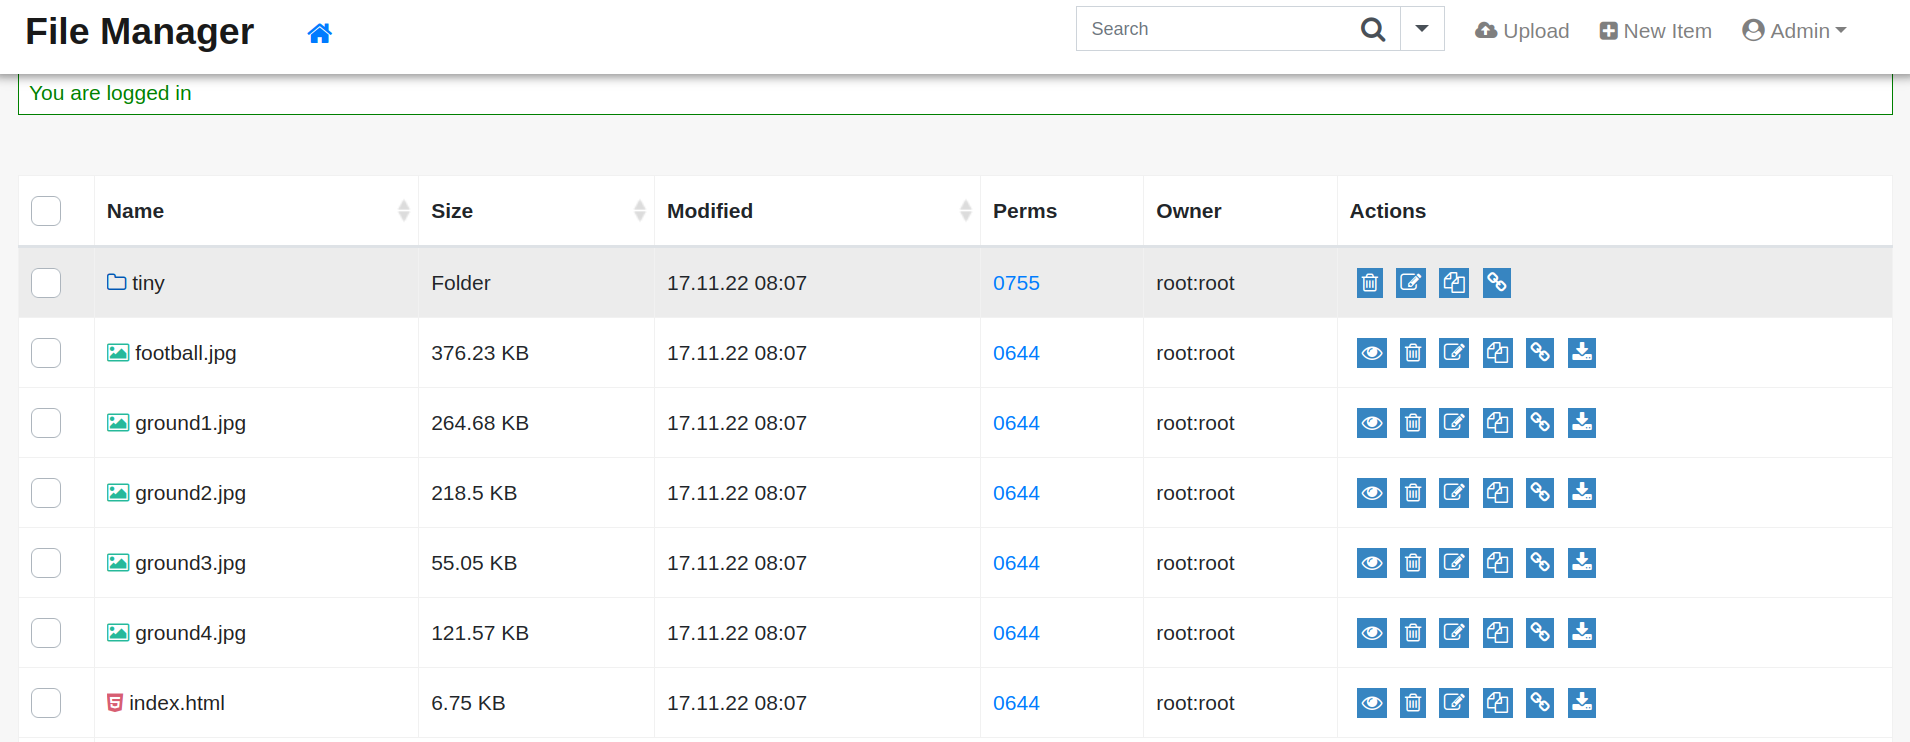 File Manager Search Upload New Item Admin
You are logged in
Name Size Modified Perms Owner Actions
tiny Folder 17.11.22 08:07 0755 root:root
football.jpg 376.23 KB 17.11.22 08:07 0644 root:root
ground1.jpg 264.68 KB 17.11.22 08:07 0644 root:root
ground2.jpg 218.5 KB 17.11.22 08:07 0644 root:root
ground3.jpg 55.05 KB 17.11.22 08:07 0644 root:root
ground4.jpg 121.57 KB 17.11.22 08:07 0644 root:root
index.html 6.75 KB 17.11.22 08:07 0644 root:root